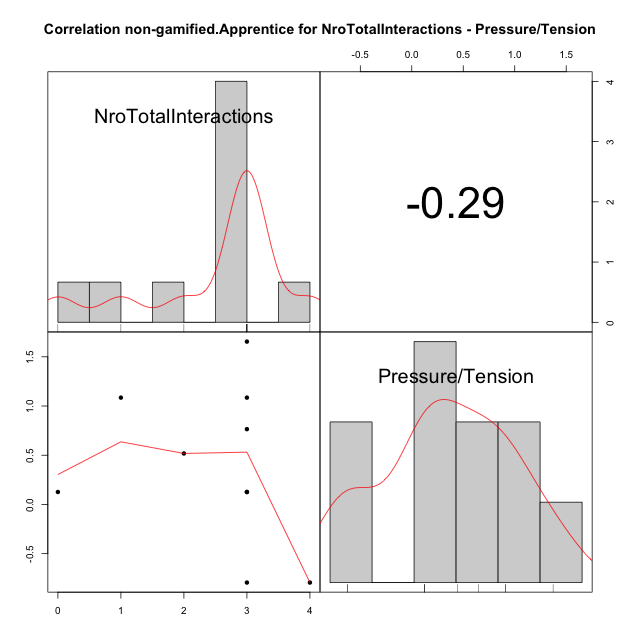 Correlation non-gamified.Apprentice for NroTotalInteractions - Pressure/Tension
-0.5 0.0 0.5 1.0 1.5
NroTotalInteractions
-0.29
4
3
2
1
0
Pressure/Tension
1.5
1.0
0.5
0.0
-0.5
0 1 2 3 4